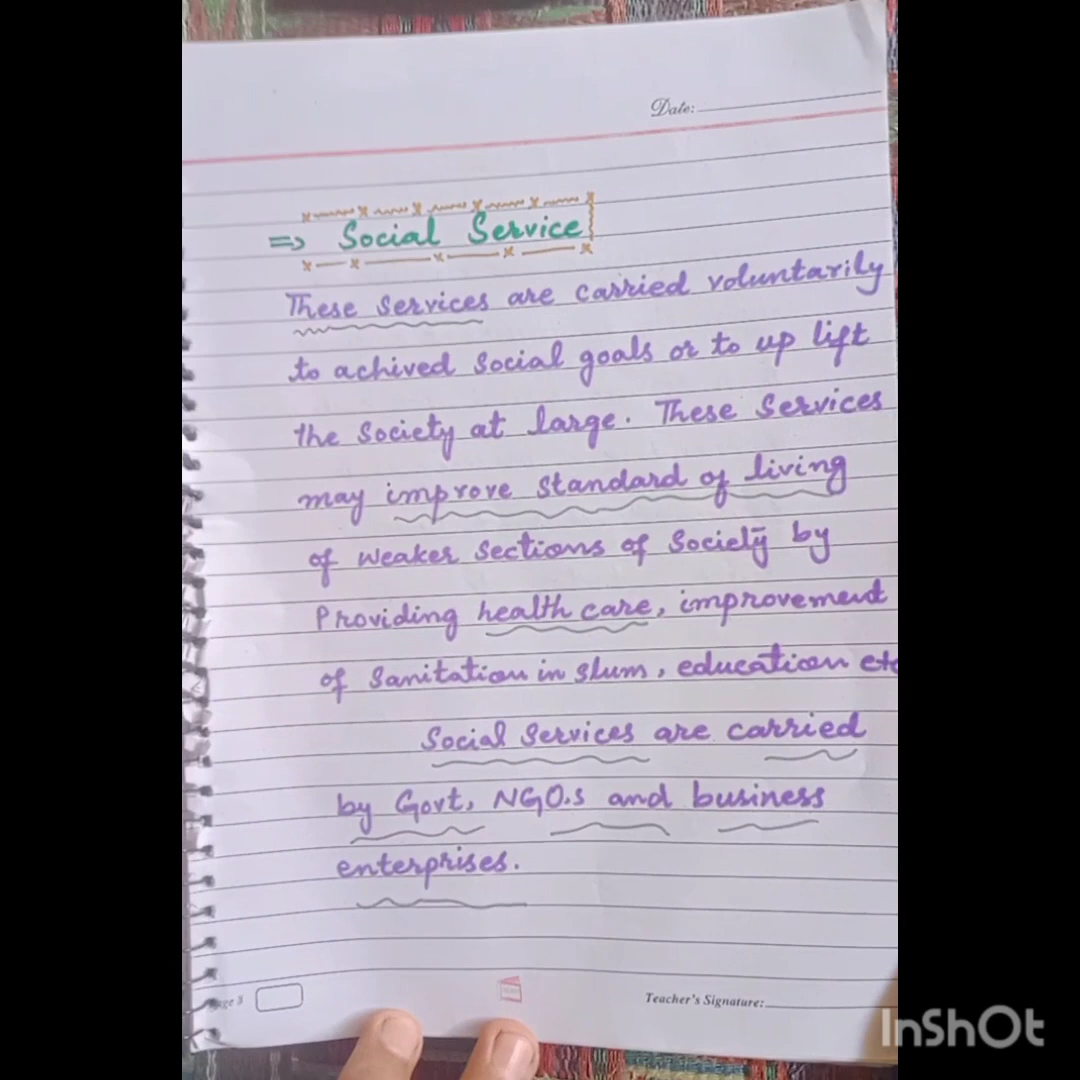 Date:
=> Social Service
These services are carried voluntarily
to achived social goals or to up lift
the society at large. These services
may improve standard of living
of weaker sections of society by
Providing health care, improvement
of sanitation in slum, education etc
Social services are carried
by Govt, NGO.s and business
enterprises.
Teacher's Signature:
InShOt